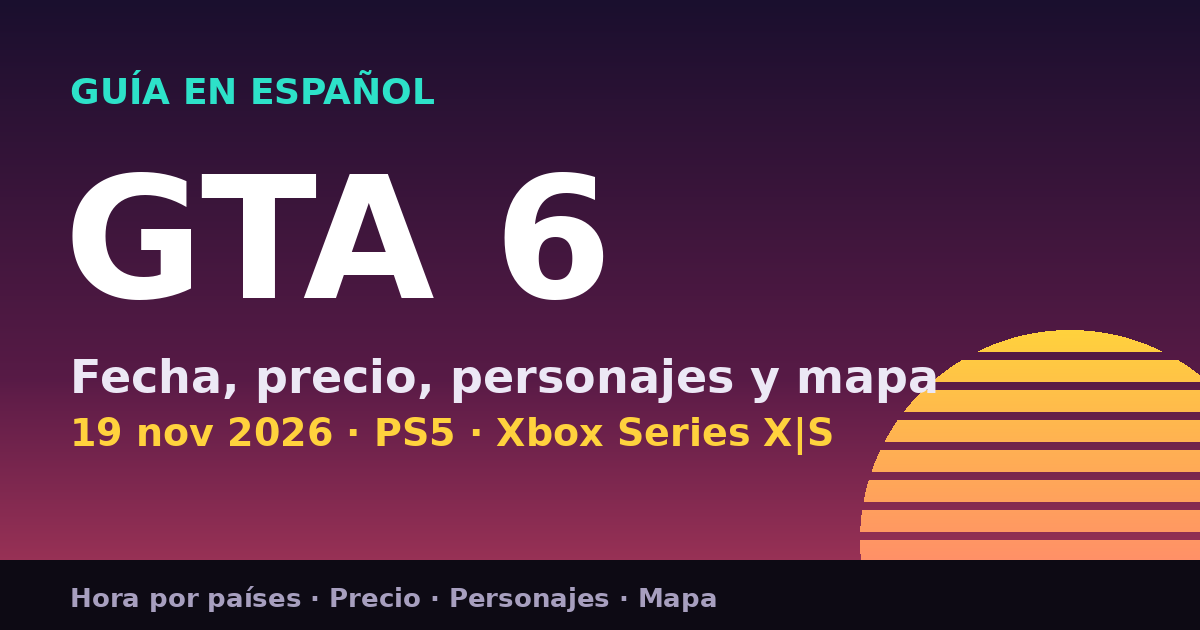 GUÍA EN ESPAÑOL
GTA 6
Fecha, precio, personajes y mapa
19 nov 2026 · PS5 · Xbox Series X|S
Hora por países · Precio · Personajes · Mapa